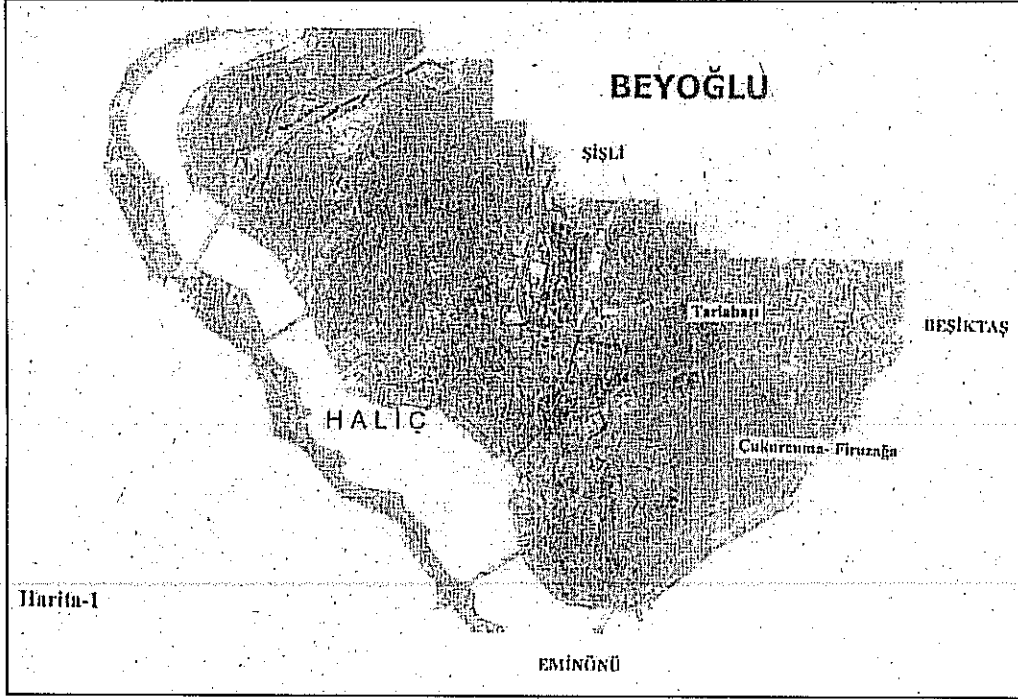 BEYOĞLU
ŞİŞLİ
Tarlabaşı
BEŞİKTAŞ
HALİÇ
Çukurcuma- Firuzağa
Harita-1
EMİNÖNÜ